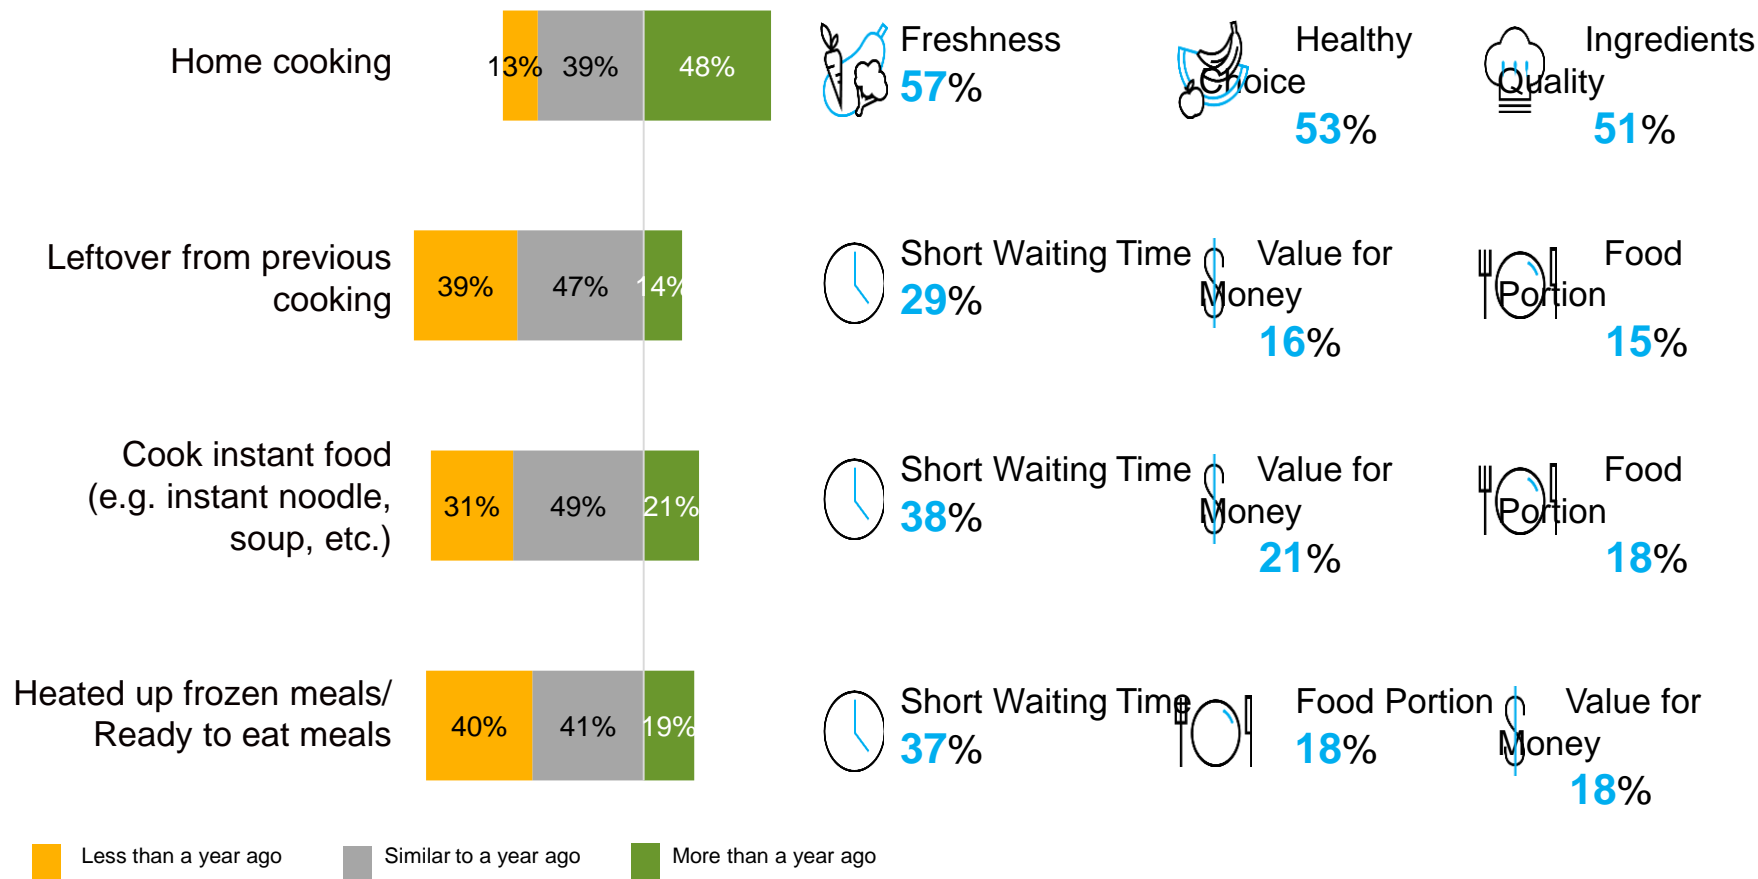 Home cooking
13% 39% 48%
Freshness
57%
Healthy
Choice
53%
Ingredients
Quality
51%
Leftover from previous
cooking
39% 47% 14%
Short Waiting Time
29%
Value for
Money
16%
Food
Portion
15%
Cook instant food
(e.g. instant noodle,
soup, etc.)
31% 49% 21%
Short Waiting Time
38%
Value for
Money
21%
Food
Portion
18%
Heated up frozen meals/
Ready to eat meals
40% 41% 19%
Short Waiting Time
37%
Food Portion
18%
Value for
Money
18%
Less than a year ago
Similar to a year ago
More than a year ago